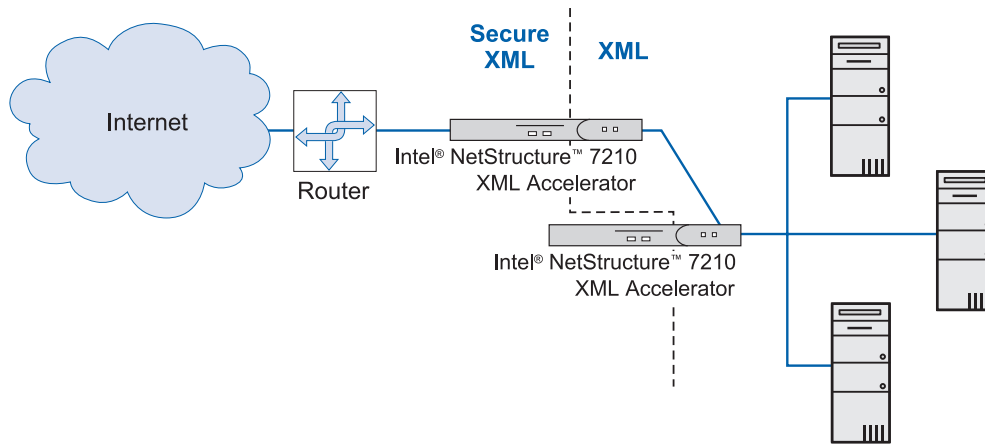 Secure
XML
XML
Internet
Router
Intel® NetStructure™ 7210
XML Accelerator
Intel® NetStructure™ 7210
XML Accelerator